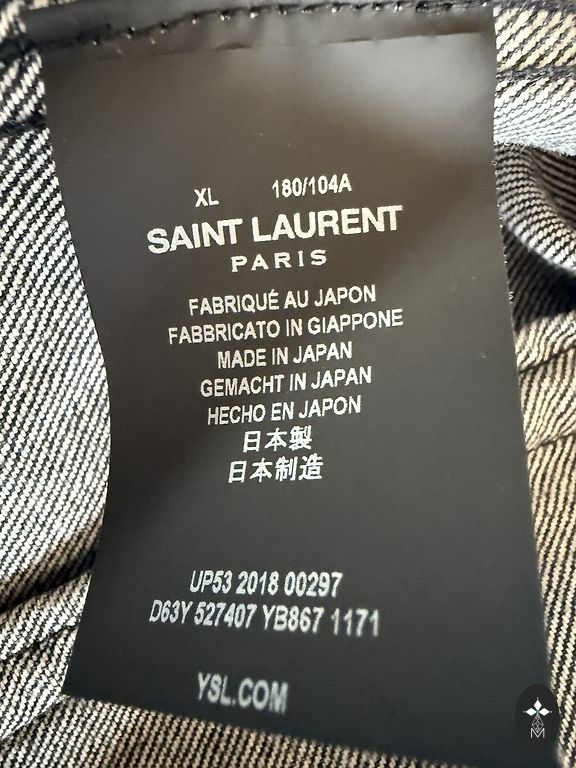 XL 180/104A
SAINT LAURENT
PARIS
FABRIQUÉ AU JAPON
FABBRICATO IN GIAPPONE
MADE IN JAPAN
GEMACHT IN JAPAN
HECHO EN JAPON
日本製
日本制造
UP53 2018 00297
D63Y 527407 YB867 1171
YSL.COM
M